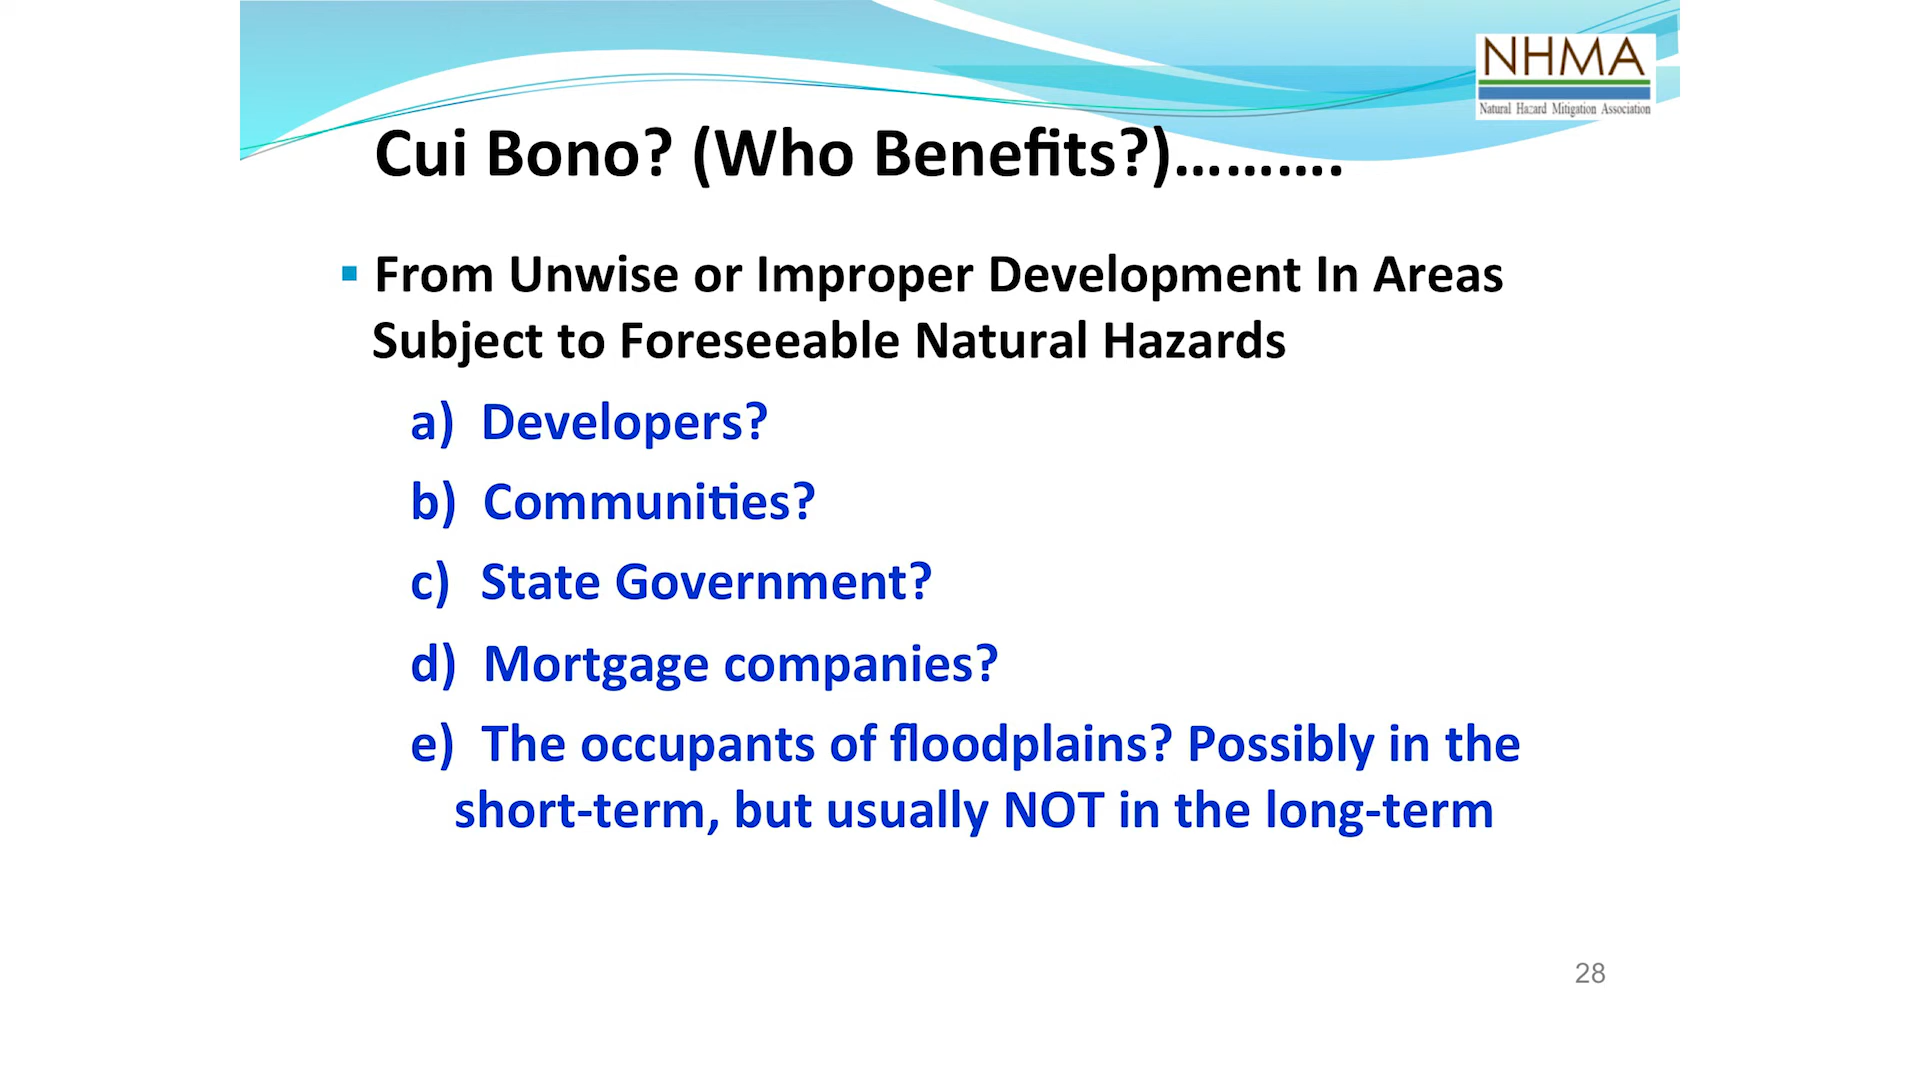 NHMA
Natural Hazard Mitigation Association
Cui Bono? (Who Benefits?)……….
▪ From Unwise or Improper Development In Areas
Subject to Foreseeable Natural Hazards
a) Developers?
b) Communities?
c) State Government?
d) Mortgage companies?
e) The occupants of floodplains? Possibly in the
short-term, but usually NOT in the long-term
28